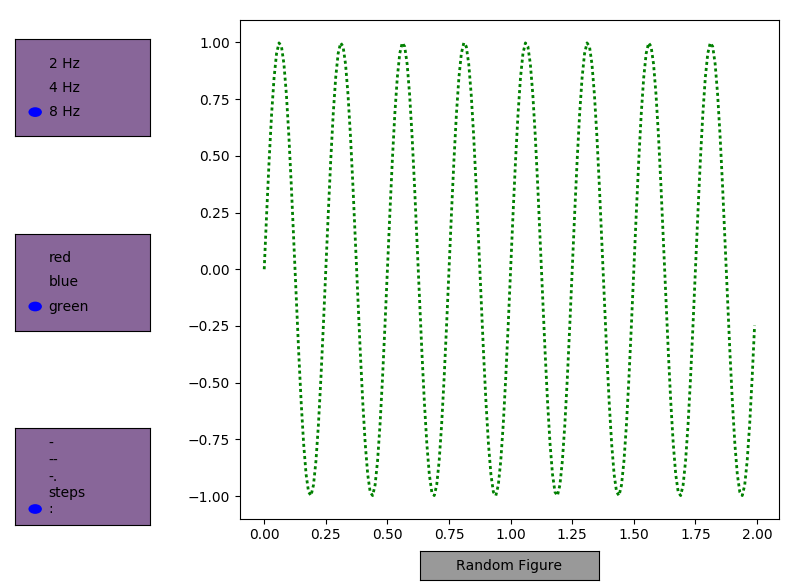 2 Hz
4 Hz
8 Hz
red
blue
green
-
--
-.
steps
:
1.00
0.75
0.50
0.25
0.00
−0.25
−0.50
−0.75
−1.00
0.00 0.25 0.50 0.75 1.00 1.25 1.50 1.75 2.00
Random Figure